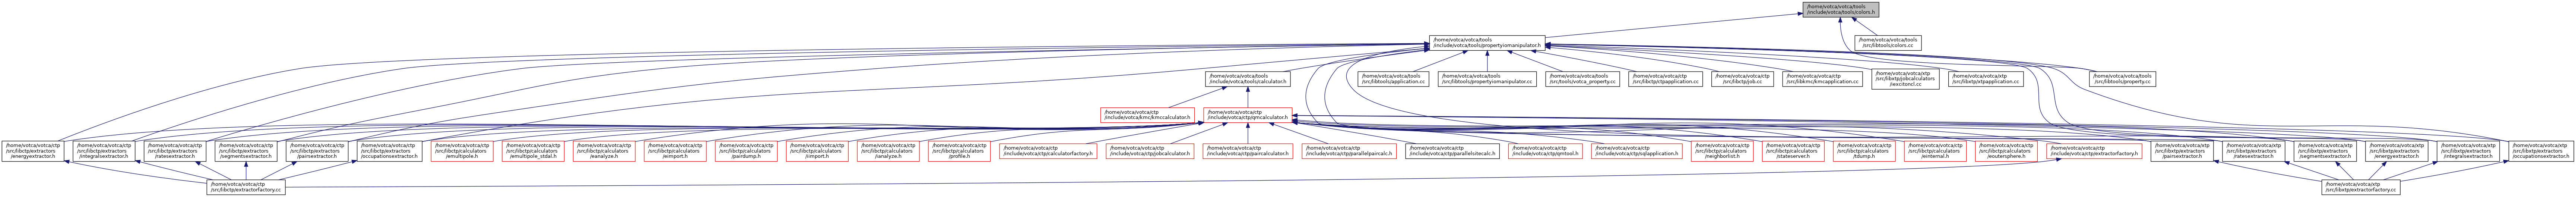 /home/votca/votca/tools
/include/votca/tools/colors.h
/home/votca/votca/tools
/include/votca/tools/propertyiomanipulator.h
/home/votca/votca/tools
/src/libtools/colors.cc
/home/votca/votca/tools
/include/votca/tools/calculator.h
/home/votca/votca/tools
/src/libtools/application.cc
/home/votca/votca/tools
/src/libtools/propertyiomanipulator.cc
/home/votca/votca/tools
/src/tools/votca_property.cc
/home/votca/votca/ctp
/src/libctp/ctpapplication.cc
/home/votca/votca/ctp
/src/libctp/job.cc
/home/votca/votca/ctp
/src/libkmc/kmcapplication.cc
/home/votca/votca/xtp
/src/libxtp/jobcalculators
/iexcitoncl.cc
/home/votca/votca/xtp
/src/libxtp/xtpapplication.cc
/home/votca/votca/tools
/src/libtools/property.cc
/home/votca/votca/ctp
/include/votca/kmc/kmccalculator.h
/home/votca/votca/ctp
/include/votca/ctp/qmcalculator.h
/home/votca/votca/ctp
/src/libctp/extractors
/energyextractor.h
/home/votca/votca/ctp
/src/libctp/extractors
/integralsextractor.h
/home/votca/votca/ctp
/src/libctp/extractors
/ratesextractor.h
/home/votca/votca/ctp
/src/libctp/extractors
/segmentsextractor.h
/home/votca/votca/ctp
/src/libctp/extractors
/pairsextractor.h
/home/votca/votca/ctp
/src/libctp/extractors
/occupationsextractor.h
/home/votca/votca/ctp
/src/libctp/calculators
/emultipole.h
/home/votca/votca/ctp
/src/libctp/calculators
/emultipole_stdal.h
/home/votca/votca/ctp
/src/libctp/calculators
/eanalyze.h
/home/votca/votca/ctp
/src/libctp/calculators
/eimport.h
/home/votca/votca/ctp
/src/libctp/calculators
/pairdump.h
/home/votca/votca/ctp
/src/libctp/calculators
/iimport.h
/home/votca/votca/ctp
/src/libctp/calculators
/ianalyze.h
/home/votca/votca/ctp
/src/libctp/calculators
/profile.h
/home/votca/votca/ctp
/include/votca/ctp/calculatorfactory.h
/home/votca/votca/ctp
/include/votca/ctp/jobcalculator.h
/home/votca/votca/ctp
/include/votca/ctp/paircalculator.h
/home/votca/votca/ctp
/include/votca/ctp/parallelpaircalc.h
/home/votca/votca/ctp
/include/votca/ctp/parallelsitecalc.h
/home/votca/votca/ctp
/include/votca/ctp/qmtool.h
/home/votca/votca/ctp
/include/votca/ctp/sqlapplication.h
/home/votca/votca/ctp
/src/libctp/calculators
/neighborlist.h
/home/votca/votca/ctp
/src/libctp/calculators
/stateserver.h
/home/votca/votca/ctp
/src/libctp/calculators
/tdump.h
/home/votca/votca/ctp
/src/libctp/calculators
/einternal.h
/home/votca/votca/ctp
/src/libctp/calculators
/eoutersphere.h
/home/votca/votca/ctp
/include/votca/ctp/extractorfactory.h
/home/votca/votca/xtp
/src/libxtp/extractors
/pairsextractor.h
/home/votca/votca/xtp
/src/libxtp/extractors
/ratesextractor.h
/home/votca/votca/xtp
/src/libxtp/extractors
/segmentsextractor.h
/home/votca/votca/xtp
/src/libxtp/extractors
/energyextractor.h
/home/votca/votca/xtp
/src/libxtp/extractors
/integralsextractor.h
/home/votca/votca/xtp
/src/libxtp/extractors
/occupationsextractor.h
/home/votca/votca/ctp
/src/libctp/extractorfactory.cc
/home/votca/votca/xtp
/src/libxtp/extractorfactory.cc